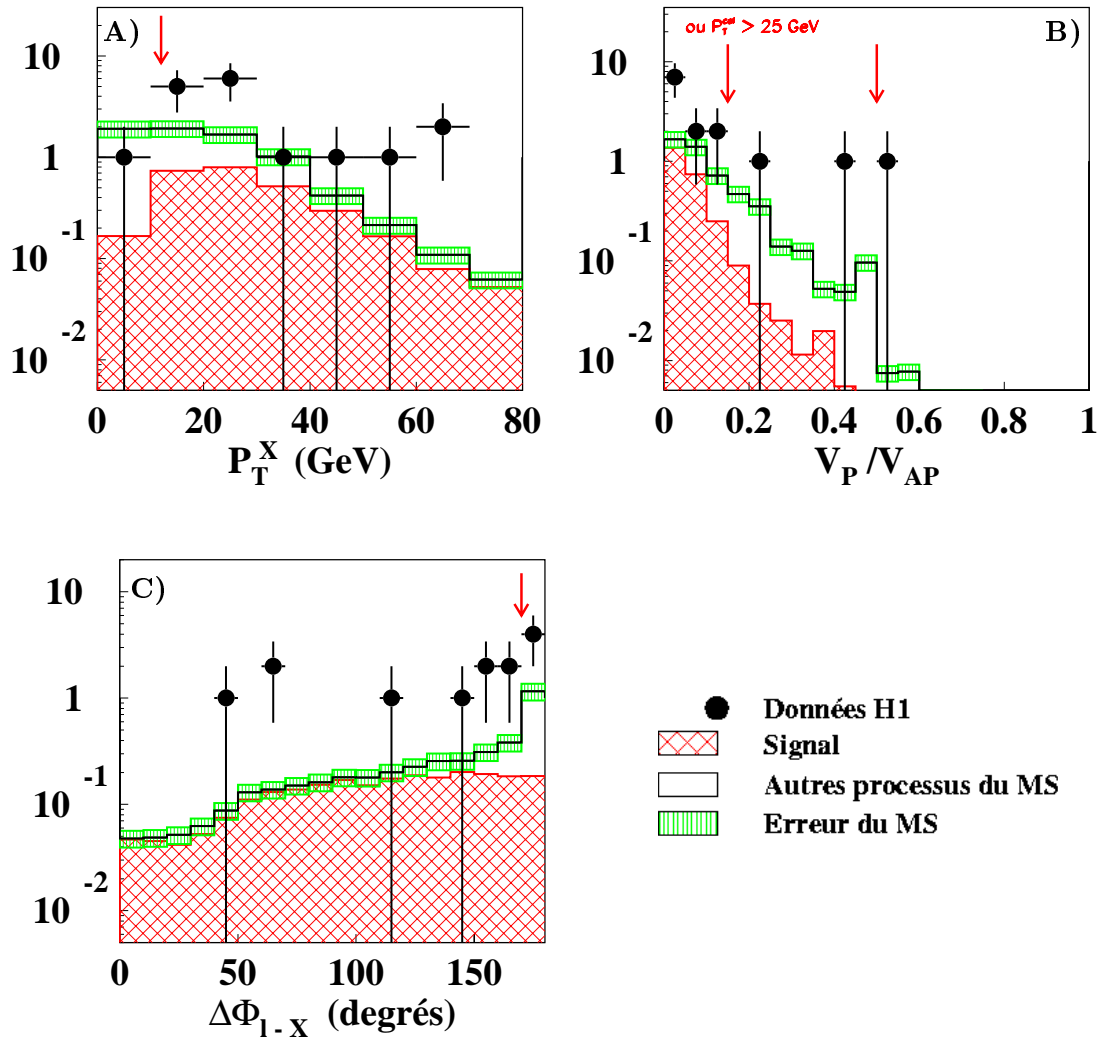 A)
10
1
10 -1
10 -2
0 20 40 60 80
P_T^X (GeV)
ou P_T^cal > 25 GeV
B)
10
1
10 -1
10 -2
0 0.2 0.4 0.6 0.8 1
V_P /V_AP
C)
10
1
10 -1
10 -2
0 50 100 150
ΔΦ_l - X (degrés)
Données H1
Signal
Autres processus du MS
Erreur du MS